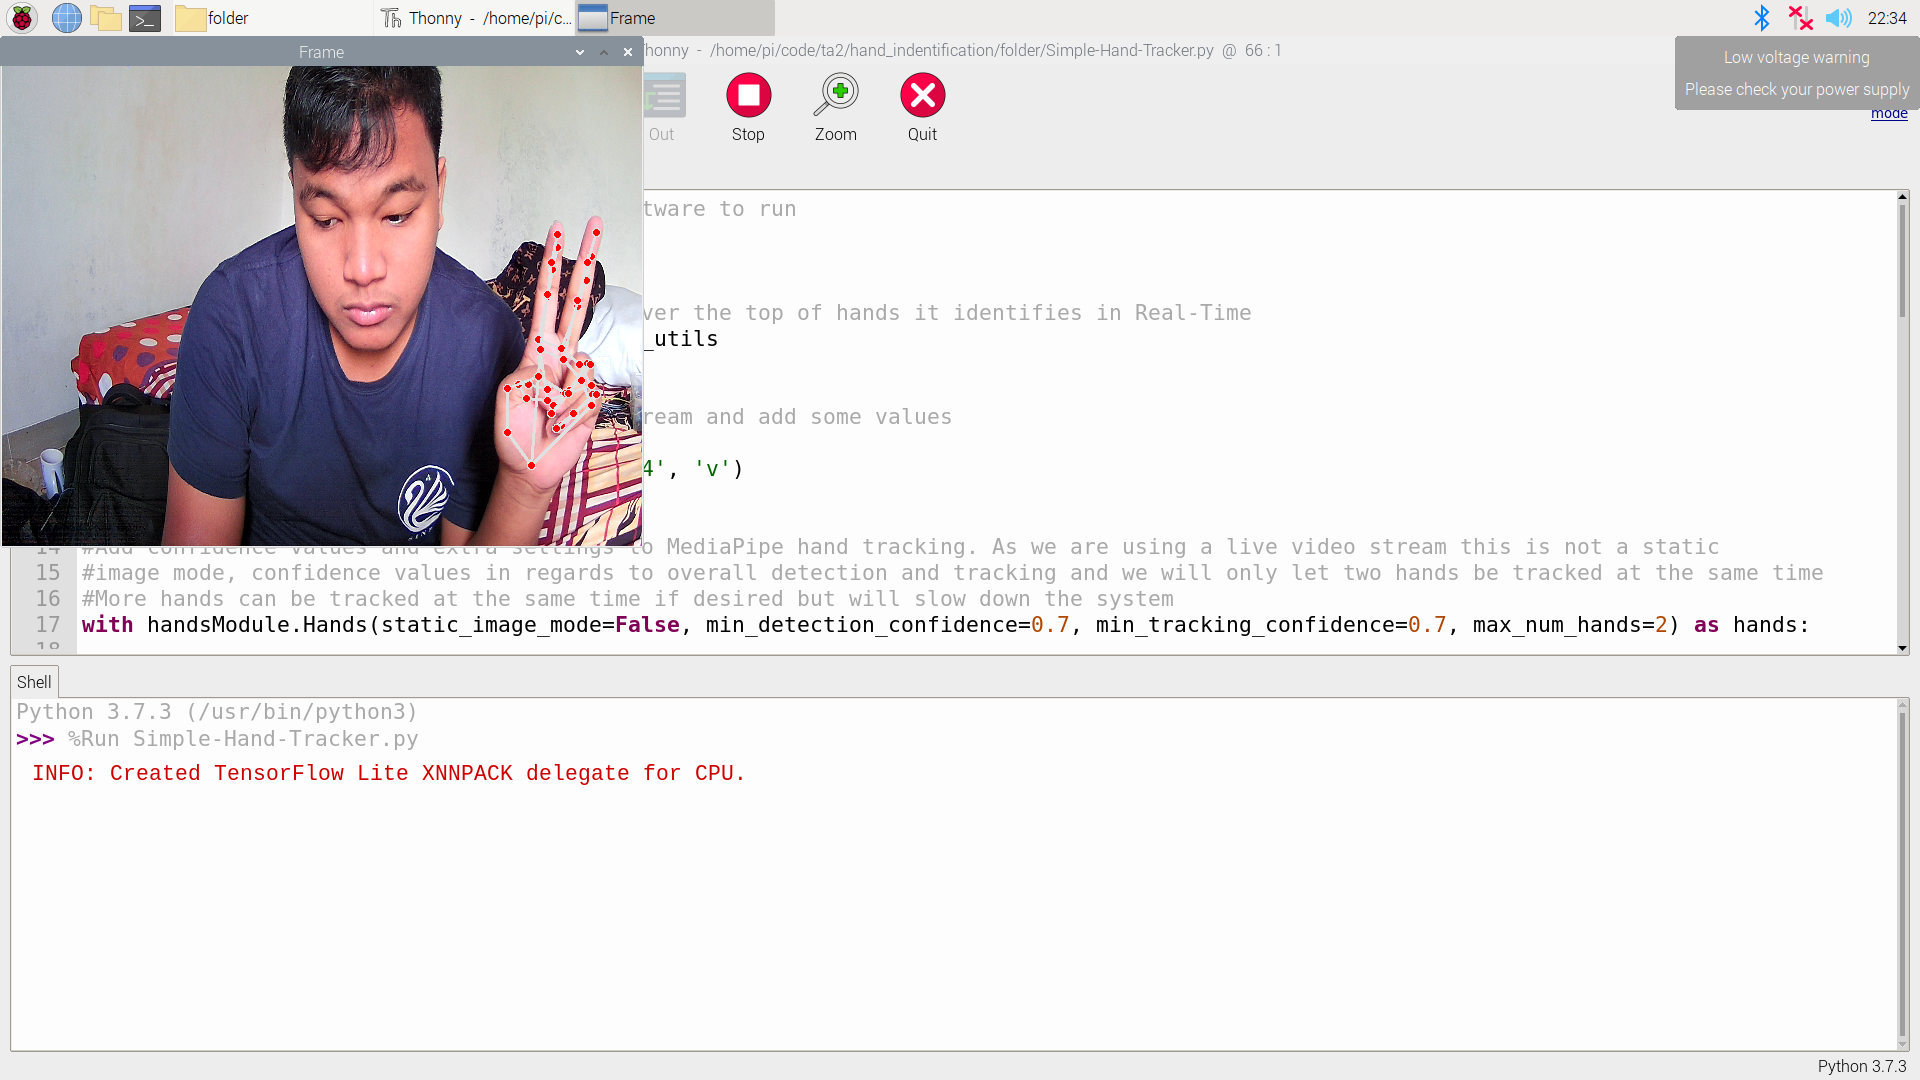 folder
Thonny - /home/pi/c...
Frame
22:34
Frame
Thonny - /home/pi/code/ta2/hand_indentification/folder/Simple-Hand-Tracker.py @ 66 : 1
Low voltage warning
Please check your power supply
mode
Out
Stop
Zoom
Quit
tware to run
ver the top of hands it identifies in Real-Time
_utils
ream and add some values
4', 'v')
14 #Add confidence values and extra settings to MediaPipe hand tracking. As we are using a live video stream this is not a static
15 #image mode, confidence values in regards to overall detection and tracking and we will only let two hands be tracked at the same time
16 #More hands can be tracked at the same time if desired but will slow down the system
17 with handsModule.Hands(static_image_mode=False, min_detection_confidence=0.7, min_tracking_confidence=0.7, max_num_hands=2) as hands:
18
Shell
Python 3.7.3 (/usr/bin/python3)
>>> %Run Simple-Hand-Tracker.py
INFO: Created TensorFlow Lite XNNPACK delegate for CPU.
Python 3.7.3